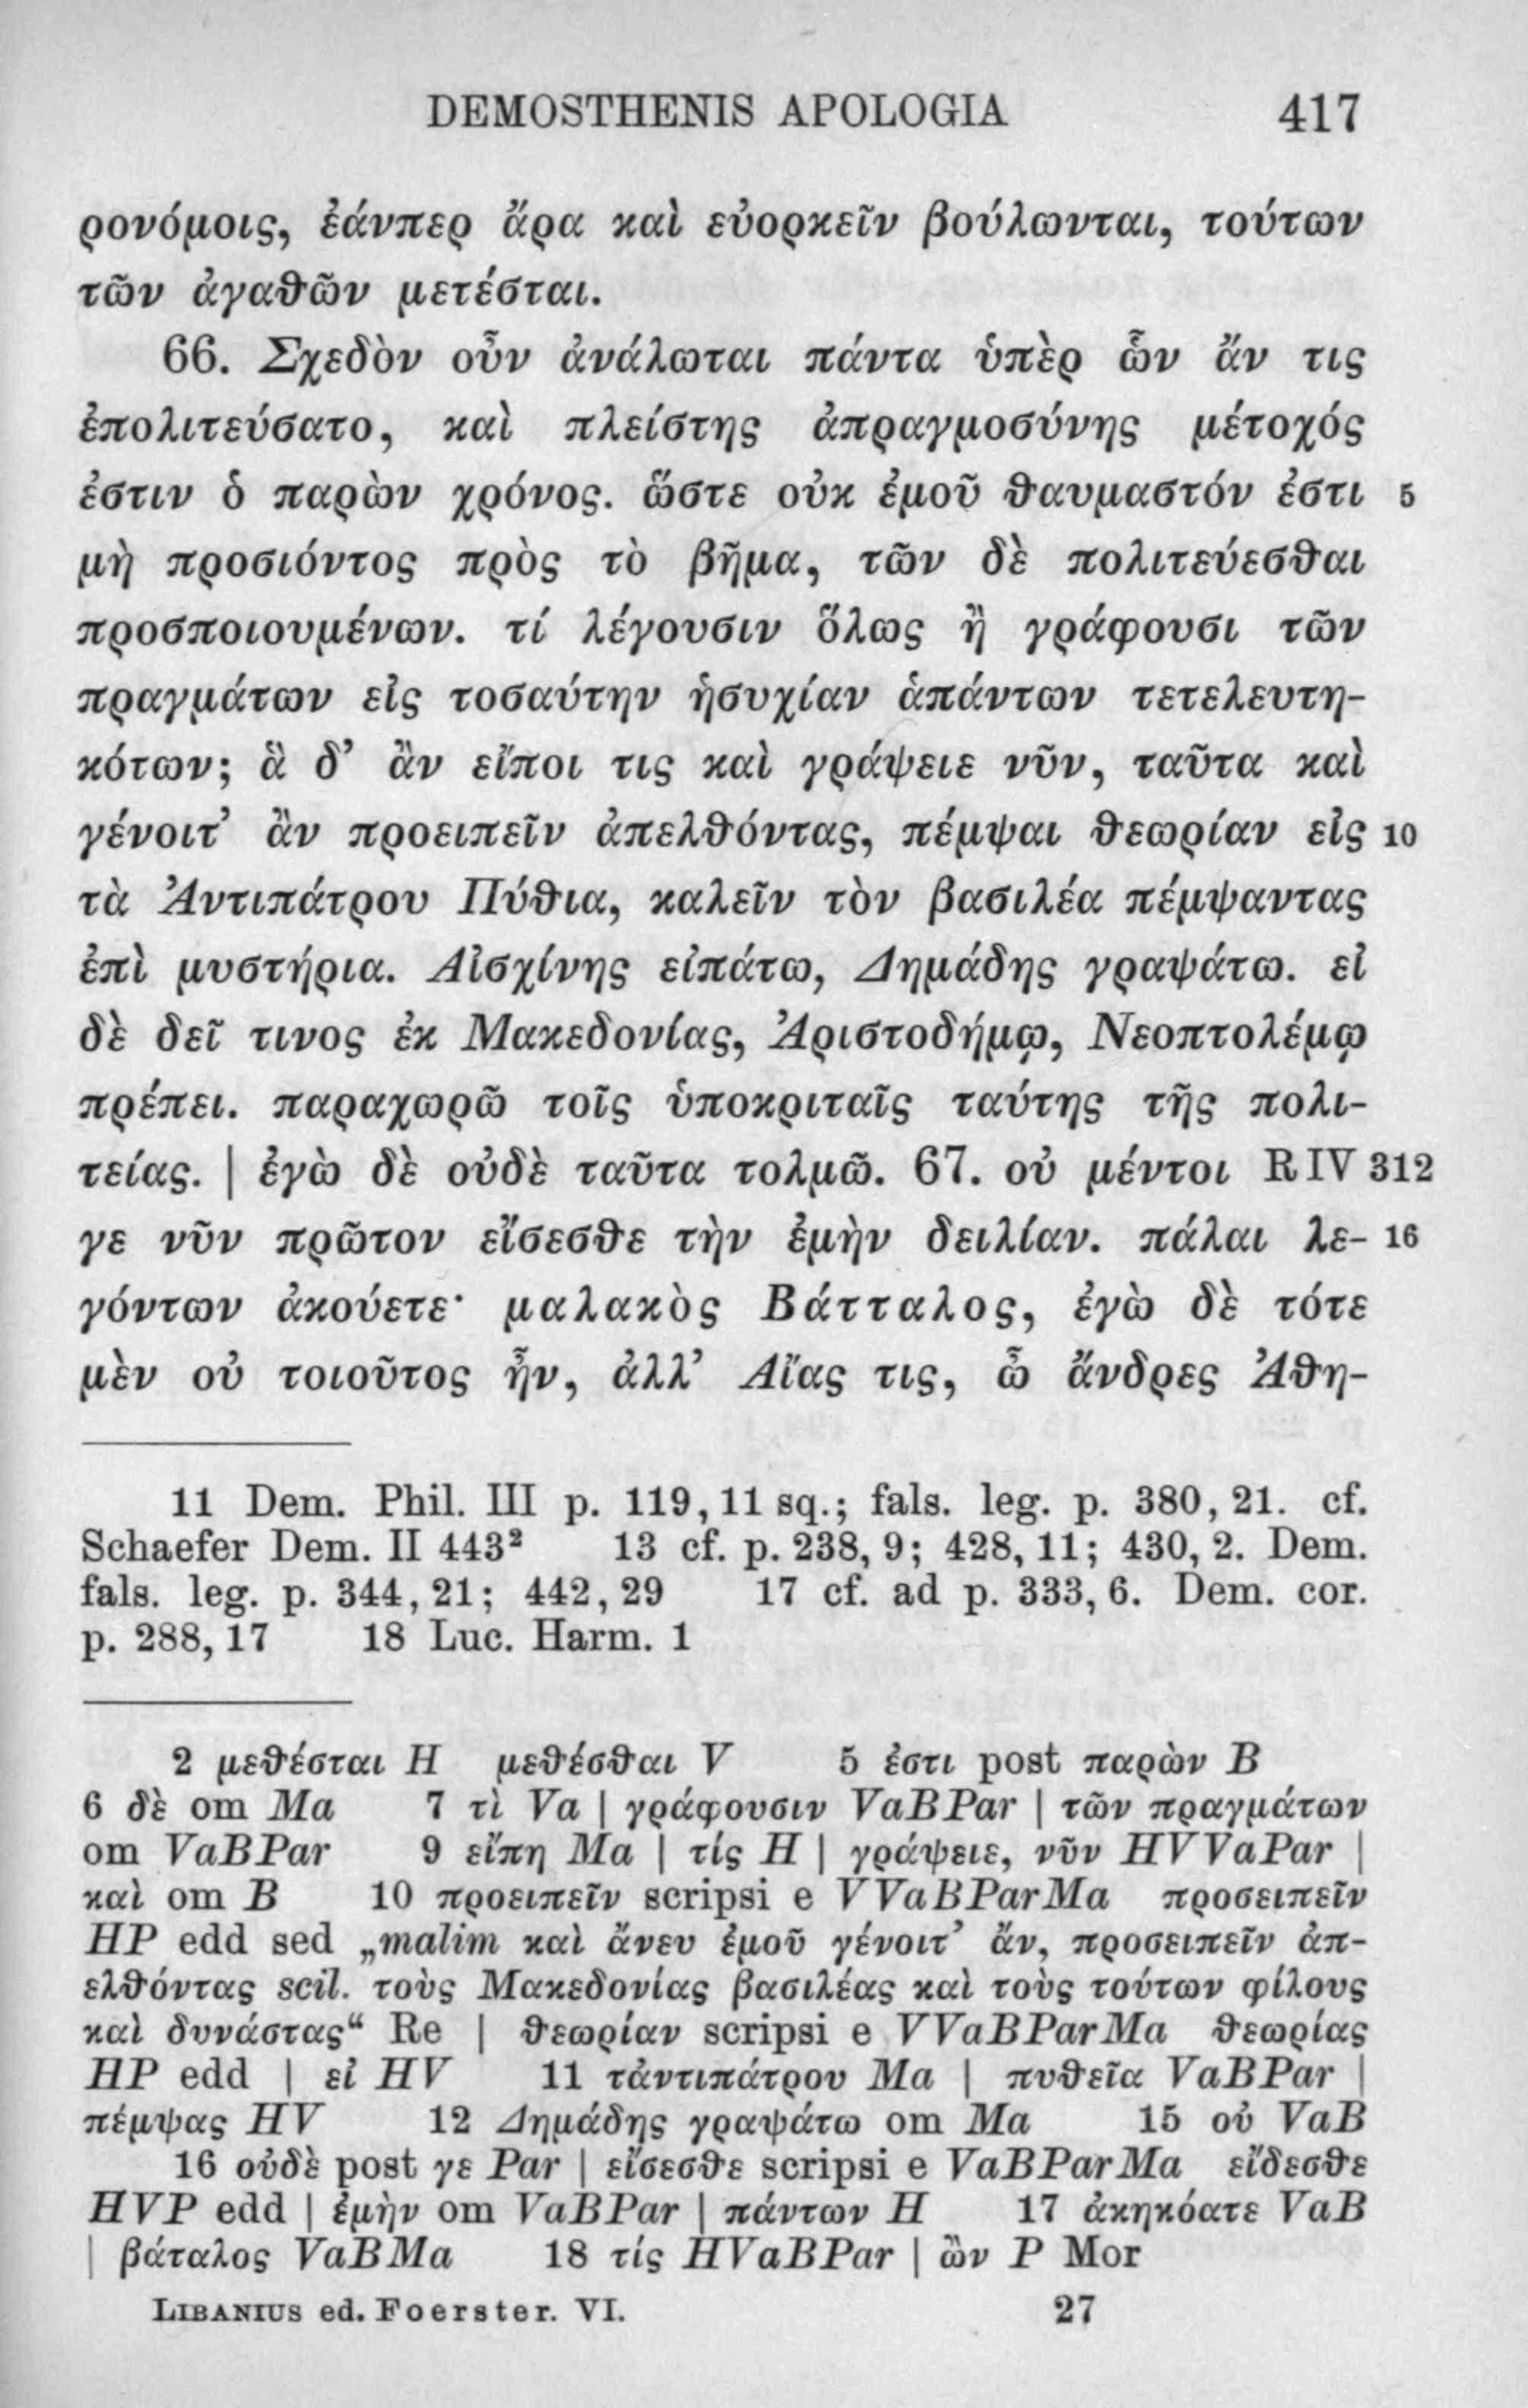 DEMOSTHENIS APOLOGIA 417
ρονόμοις, ἐάνπερ ἄρα καὶ εὐορκεῖν βούλωνται, τούτων
τῶν ἀγαθῶν μετέσται.
66. Σχεδὸν οὖν ἀνάλωται πάντα ὑπὲρ ὧν ἄν τις
ἐπολιτεύσατο, καὶ πλείστης ἀπραγμοσύνης μέτοχός
ἐστιν ὁ παρὼν χρόνος. ὥστε οὐκ ἐμοῦ θαυμαστόν ἐστι 5
μὴ προσιόντος πρὸς τὸ βῆμα, τῶν δὲ πολιτεύεσθαι
προσποιουμένων. τί λέγουσιν ὅλως ἢ γράφουσι τῶν
πραγμάτων εἰς τοσαύτην ἡσυχίαν ἁπάντων τετελευτη-
κότων; ἃ δ’ ἂν εἴποι τις καὶ γράψειε νῦν, ταῦτα καὶ
γένοιτ’ ἂν προειπεῖν ἀπελθόντας, πέμψαι θεωρίαν εἰς 10
τὰ Ἀντιπάτρου Πύθια, καλεῖν τὸν βασιλέα πέμψαντας
ἐπὶ μυστήρια. Αἰσχίνης εἰπάτω, Δημάδης γραψάτω. εἰ
δὲ δεῖ τινος ἐκ Μακεδονίας, Ἀριστοδήμῳ, Νεοπτολέμῳ
πρέπει. παραχωρῶ τοῖς ὑποκριταῖς ταύτης τῆς πολι-
τείας. | ἐγὼ δὲ οὐδὲ ταῦτα τολμῶ. 67. οὐ μέντοι R IV 312
γε νῦν πρῶτον εἴσεσθε τὴν ἐμὴν δειλίαν. πάλαι λε- 16
γόντων ἀκούετε· μαλακὸς Βάτταλος, ἐγὼ δὲ τότε
μὲν οὐ τοιοῦτος ἦν, ἀλλ’ Αἴας τις, ὦ ἄνδρες Ἀθη-
11 Dem. Phil. III p. 119, 11 sq.; fals. leg. p. 380, 21. cf.
Schaefer Dem. II 443² 13 cf. p. 238, 9; 428, 11; 430, 2. Dem.
fals. leg. p. 344, 21; 442, 29 17 cf. ad p. 333, 6. Dem. cor.
p. 288, 17 18 Luc. Harm. 1
2 μεθέσται H μεθέσθαι V 5 ἐστι post παρὼν B
6 δὲ om Ma 7 τὶ Va | γράφουσιν VaBPar | τῶν πραγμάτων
om VaBPar 9 εἴπη Ma | τίς H | γράψειε, νῦν HVVaPar |
καὶ om B 10 προειπεῖν scripsi e VVaBParMa προσειπεῖν
HP edd sed „malim καὶ ἄνευ ἐμοῦ γένοιτ’ ἄν, προσειπεῖν ἀπ-
ελθόντας scil. τοὺς Μακεδονίας βασιλέας καὶ τοὺς τούτων φίλους
καὶ δυνάστας“ Re | θεωρίαν scripsi e VVaBParMa θεωρίας
HP edd | εἰ HV 11 τἀντιπάτρου Ma | πυθεῖα VaBPar |
πέμψας HV 12 Δημάδης γραψάτω om Ma 15 οὐ VaB
16 οὐδὲ post γε Par | εἴσεσθε scripsi e VaBParMa εἴδεσθε
HVP edd | ἐμὴν om VaBPar | πάντων H 17 ἀκηκόατε VaB
| βάταλος VaBMa 18 τίς HVaBPar | ὢν P Mor
LIBANIUS ed. Foerster. VI. 27